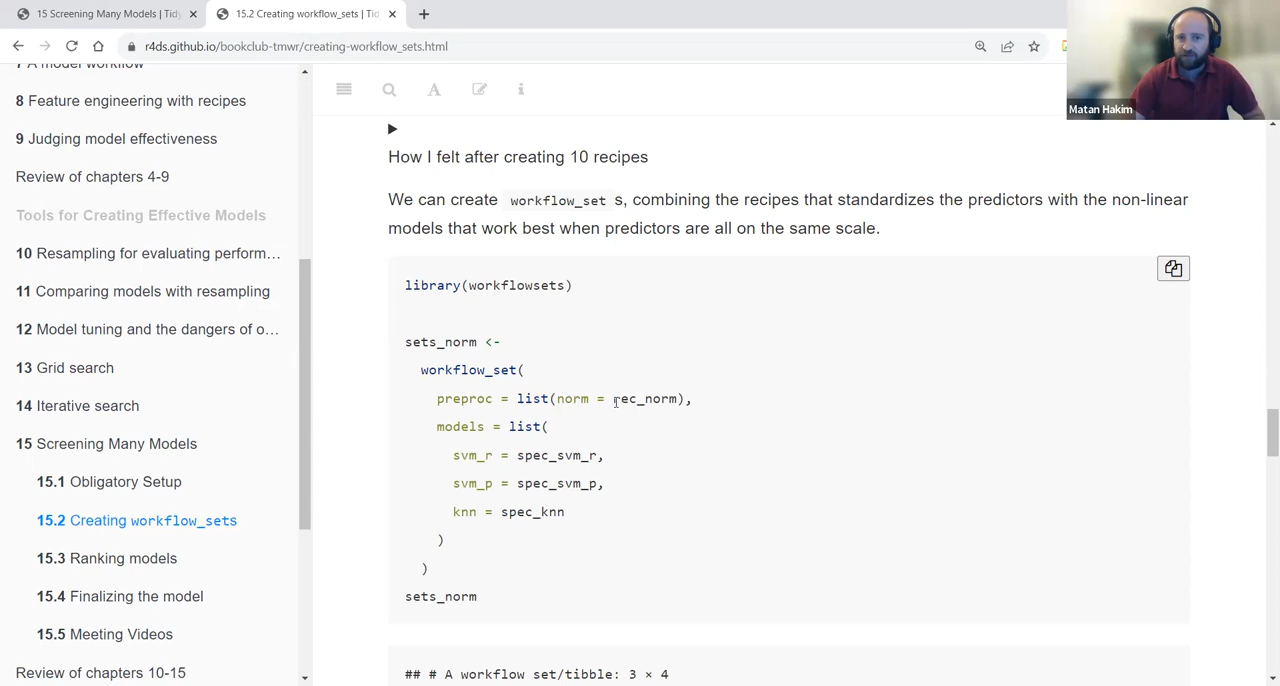 15 Screening Many Models | Tidy
15.2 Creating workflow_sets | Tid
r4ds.github.io/bookclub-tmwr/creating-workflow_sets.html
Matan Hakim
7 A model workflow
8 Feature engineering with recipes
9 Judging model effectiveness
Review of chapters 4-9
Tools for Creating Effective Models
10 Resampling for evaluating perform…
11 Comparing models with resampling
12 Model tuning and the dangers of o…
13 Grid search
14 Iterative search
15 Screening Many Models
15.1 Obligatory Setup
15.2 Creating workflow_sets
15.3 Ranking models
15.4 Finalizing the model
15.5 Meeting Videos
Review of chapters 10-15
How I felt after creating 10 recipes
We can create workflow_set s, combining the recipes that standardizes the predictors with the non-linear
models that work best when predictors are all on the same scale.
library(workflowsets)
sets_norm <-
workflow_set(
preproc = list(norm = rec_norm),
models = list(
svm_r = spec_svm_r,
svm_p = spec_svm_p,
knn = spec_knn
)
)
sets_norm
## # A workflow set/tibble: 3 × 4